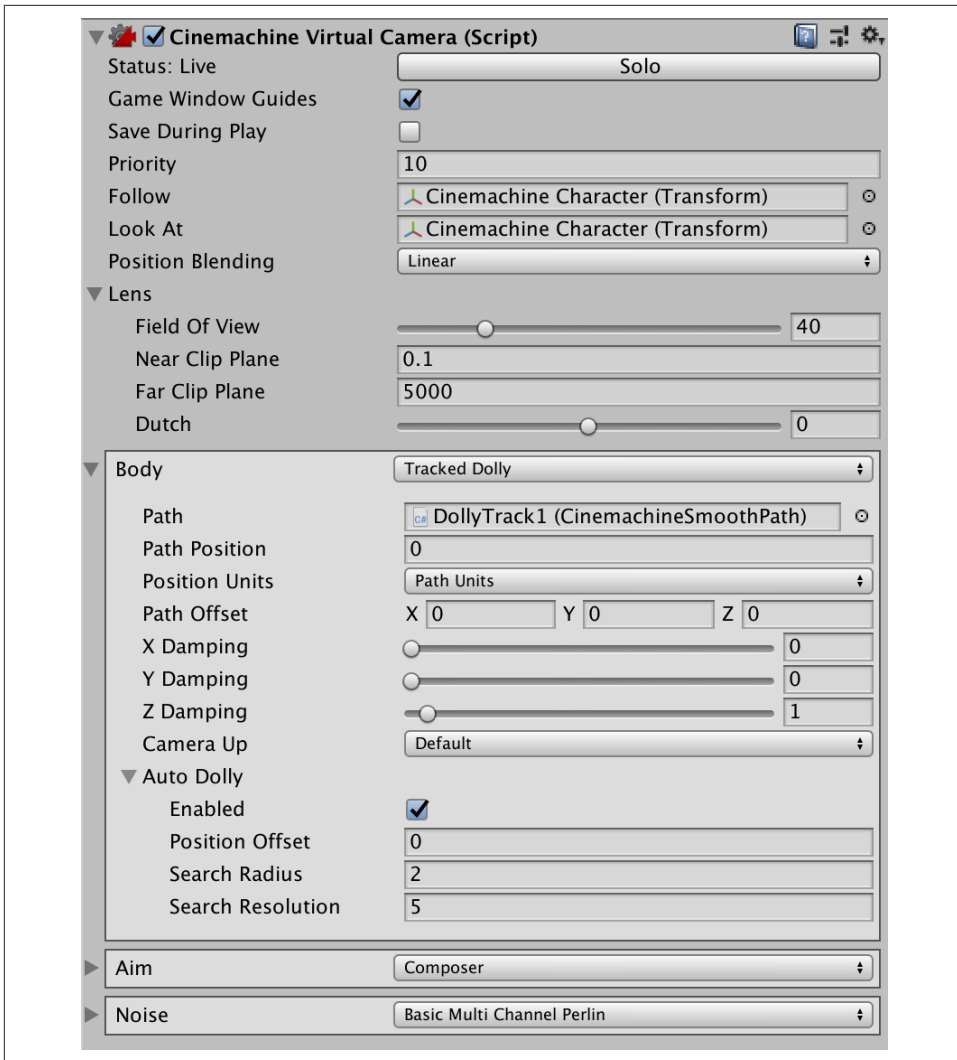 Cinemachine Virtual Camera (Script)
Status: Live Solo
Game Window Guides
Save During Play
Priority 10
Follow Cinemachine Character (Transform)
Look At Cinemachine Character (Transform)
Position Blending Linear
Lens
Field Of View 40
Near Clip Plane 0.1
Far Clip Plane 5000
Dutch 0
Body Tracked Dolly
Path C# DollyTrack1 (CinemachineSmoothPath)
Path Position 0
Position Units Path Units
Path Offset X 0 Y 0 Z 0
X Damping 0
Y Damping 0
Z Damping 1
Camera Up Default
Auto Dolly
Enabled
Position Offset 0
Search Radius 2
Search Resolution 5
Aim Composer
Noise Basic Multi Channel Perlin